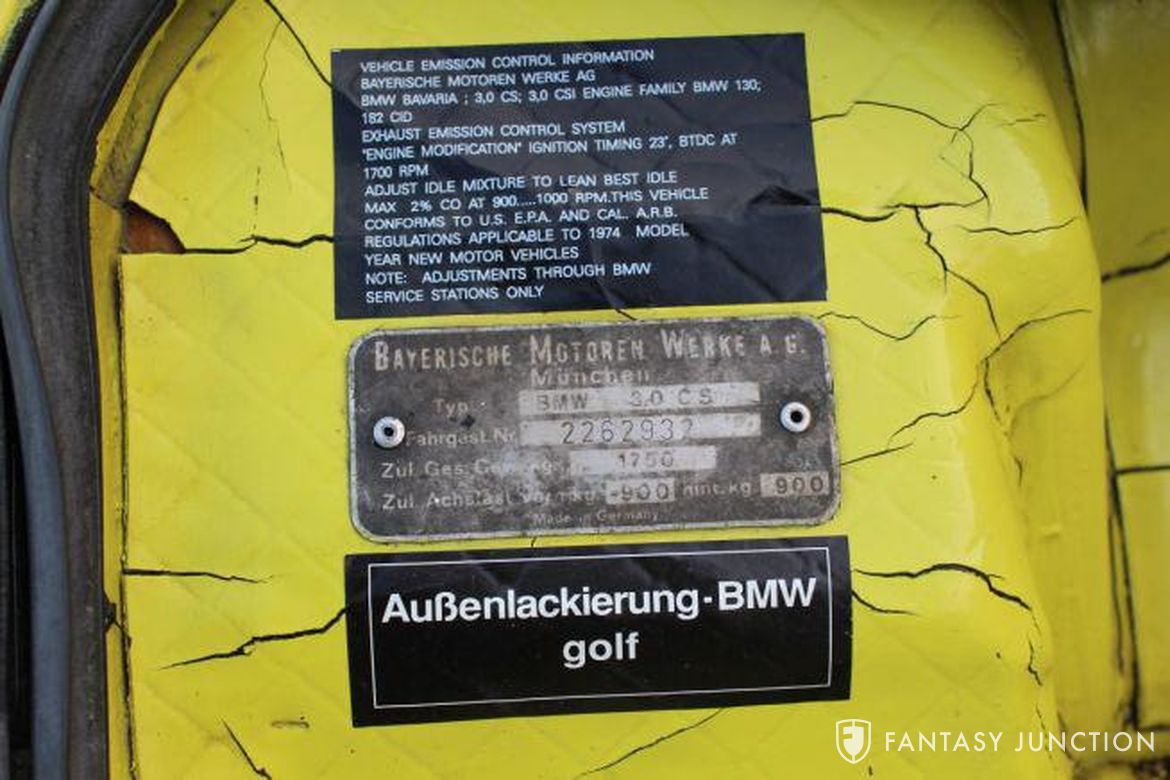 VEHICLE EMISSION CONTROL INFORMATION
BAYERISCHE MOTOREN WERKE AG
BMW BAVARIA ; 3,0 CS; 3,0 CSI ENGINE FAMILY BMW 130;
182 CID
EXHAUST EMISSION CONTROL SYSTEM
"ENGINE MODIFICATION" IGNITION TIMING 23°, BTDC AT
1700 RPM
ADJUST IDLE MIXTURE TO LEAN BEST IDLE
MAX 2% CO AT 900....1000 RPM.THIS VEHICLE
CONFORMS TO U.S. E.P.A. AND CAL. A.R.B.
REGULATIONS APPLICABLE TO 1974 MODEL
YEAR NEW MOTOR VEHICLES
NOTE: ADJUSTMENTS THROUGH BMW
SERVICE STATIONS ONLY
BAYERISCHE MOTOREN WERKE A.G.
München
Typ BMW 3,0 CS
Fahrgest.Nr. 2262932
Zul. Ges. 1750
Zul. Achslast -900 hint. kg 900
Made in Germany
Außenlackierung-BMW
golf
FANTASY JUNCTION